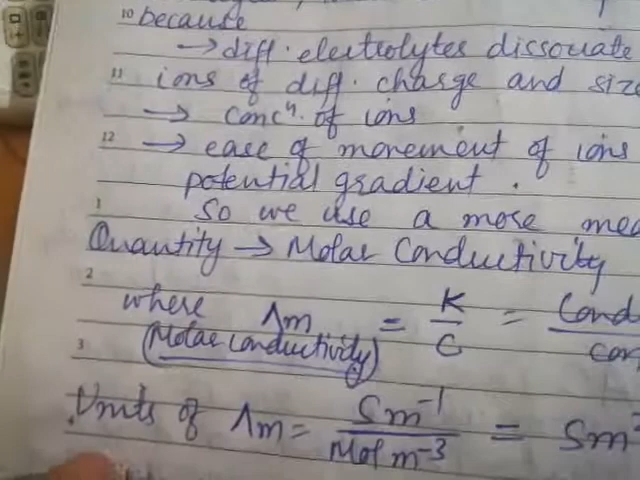 10 because
→ diff. electrolytes dissociate
11 ions of diff. charge and size
→ concⁿ. of ions
12 → ease of movement of ions
potential gradient.
1 So we use a more mea
Quantity → Molar Conductivity
2 where Λm = K/C = Cond / con
3 (Molar conductivity)
Units of Λm = Sm⁻¹ / Mol m⁻³ = Sm²